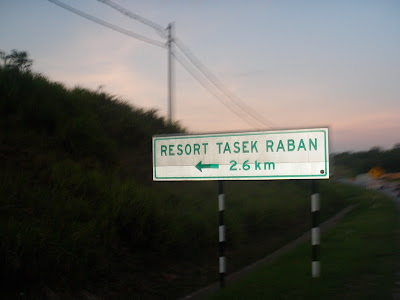 RESORT TASEK RABAN
← 2.6 km